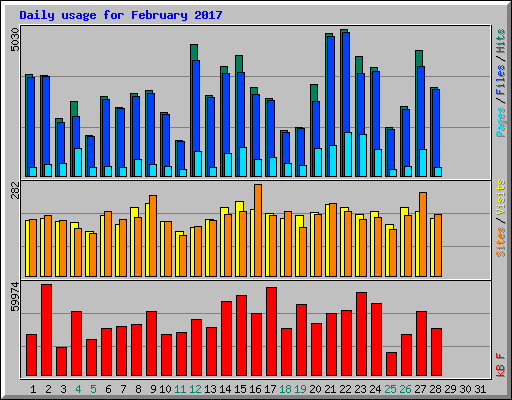 Daily usage for February 2017
5030
Pages/Files/Hits
282
Sites/Visits
59974
kB F
1 2 3 4 5 6 7 8 9 10 11 12 13 14 15 16 17 18 19 20 21 22 23 24 25 26 27 28 29 30 31